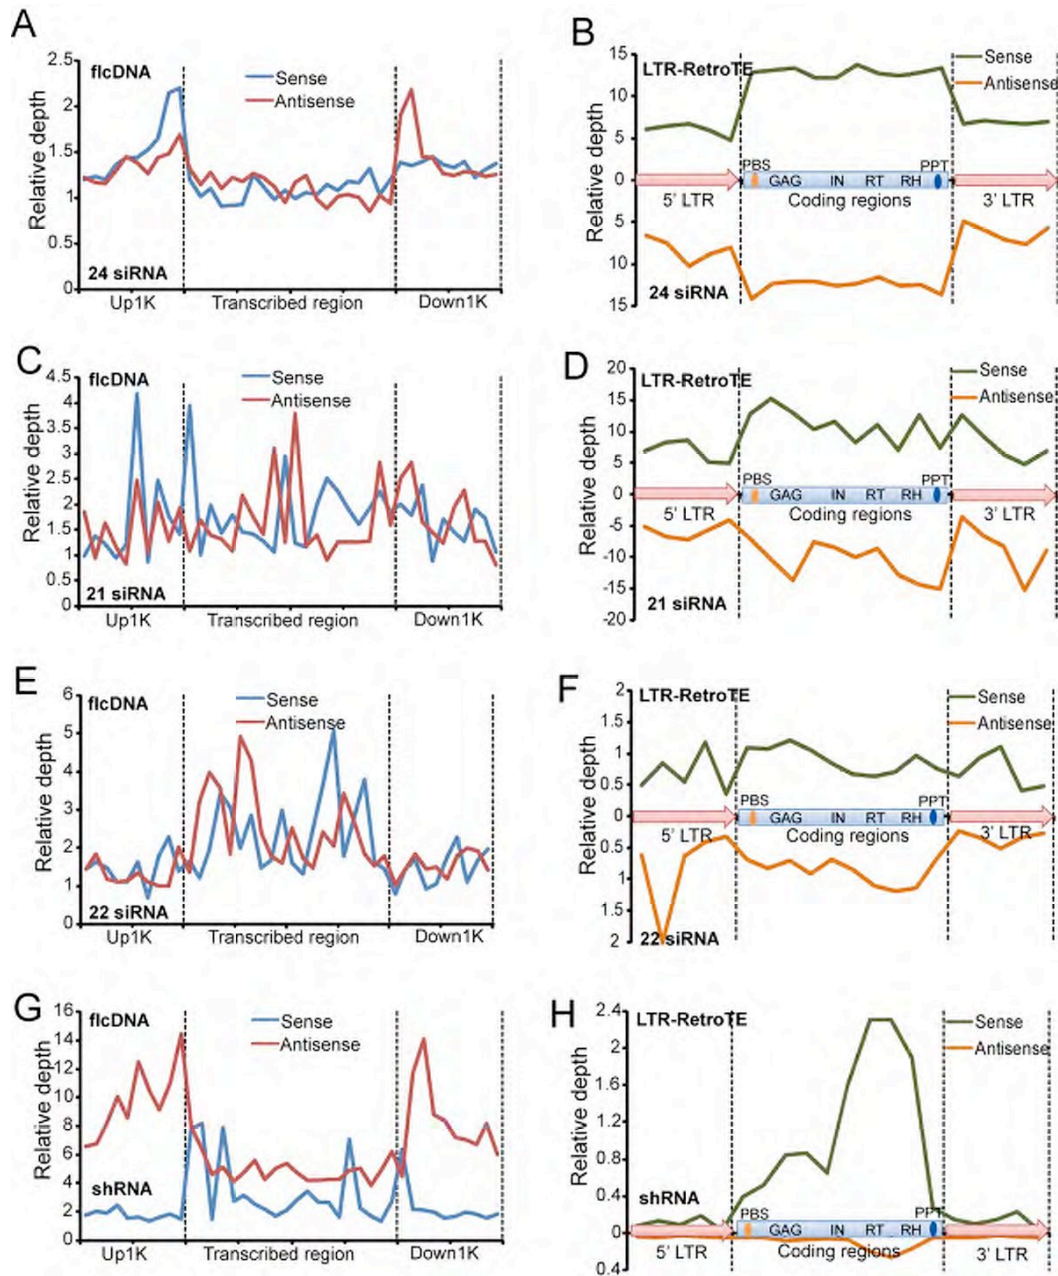 A
flcDNA
Sense
Antisense
Relative depth
2.5
2
1.5
1
0.5
0
24 siRNA
Up1K
Transcribed region
Down1K
B
LTR-RetroTE
Sense
Antisense
Relative depth
15
10
5
0
5
10
15
PBS
GAG
IN
RT
RH
PPT
5' LTR
Coding regions
3' LTR
24 siRNA
C
flcDNA
Sense
Antisense
Relative depth
4.5
4
3.5
3
2.5
2
1.5
1
0.5
0
21 siRNA
Up1K
Transcribed region
Down1K
D
LTR-RetroTE
Sense
Antisense
Relative depth
20
15
10
5
0
-5
-10
-15
-20
PBS
GAG
IN
RT
RH
PPT
5' LTR
Coding regions
3' LTR
21 siRNA
E
flcDNA
Sense
Antisense
Relative depth
6
5
4
3
2
1
0
22 siRNA
Up1K
Transcribed region
Down1K
F
LTR-RetroTE
Sense
Antisense
Relative depth
2
1.5
1
0.5
0
0.5
1
1.5
2
PBS
GAG
IN
RT
RH
PPT
5' LTR
Coding regions
3' LTR
22 siRNA
G
flcDNA
Sense
Antisense
Relative depth
16
14
12
10
8
6
4
2
0
shRNA
Up1K
Transcribed region
Down1K
H
LTR-RetroTE
Sense
Antisense
Relative depth
2.4
2
1.6
1.2
0.8
0.4
0
0.4
shRNA
PBS
GAG
IN
RT
RH
PPT
5' LTR
Coding regions
3' LTR